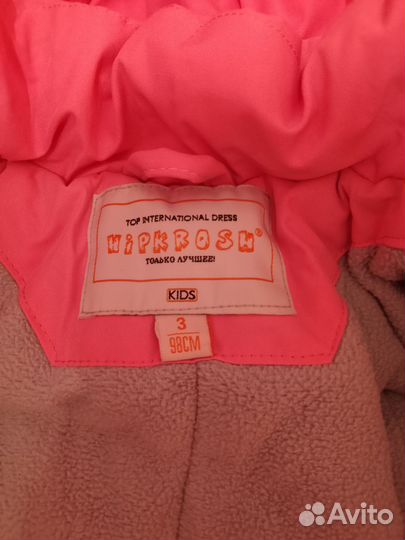 TOP INTERNATIONAL DRESS
HiPKROSH®
ТОЛЬКО ЛУЧШЕЕ!
KIDS
3
98CM
Avito